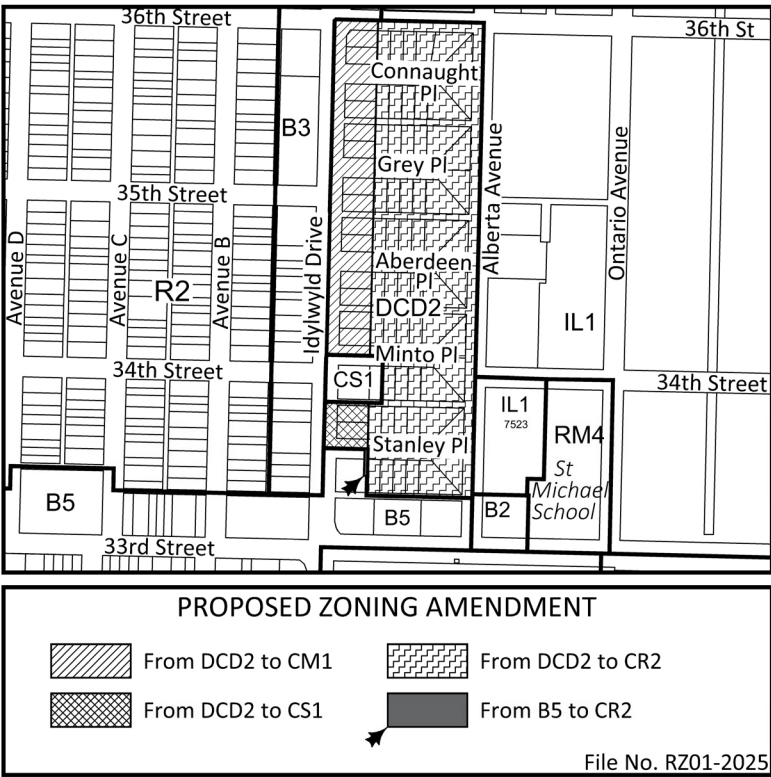 36th Street
36th St
Connaught
Pl
B3
Grey Pl
35th Street
Avenue D
Avenue C
Avenue B
Idylwyld Drive
Alberta Avenue
Ontario Avenue
R2
Aberdeen
Pl
DCD2
IL1
Minto Pl
34th Street
CS1
34th Street
IL1
7523
RM4
Stanley Pl
St
Michael
School
B5
B5
B2
33rd Street
PROPOSED ZONING AMENDMENT
From DCD2 to CM1
From DCD2 to CR2
From DCD2 to CS1
From B5 to CR2
File No. RZ01-2025